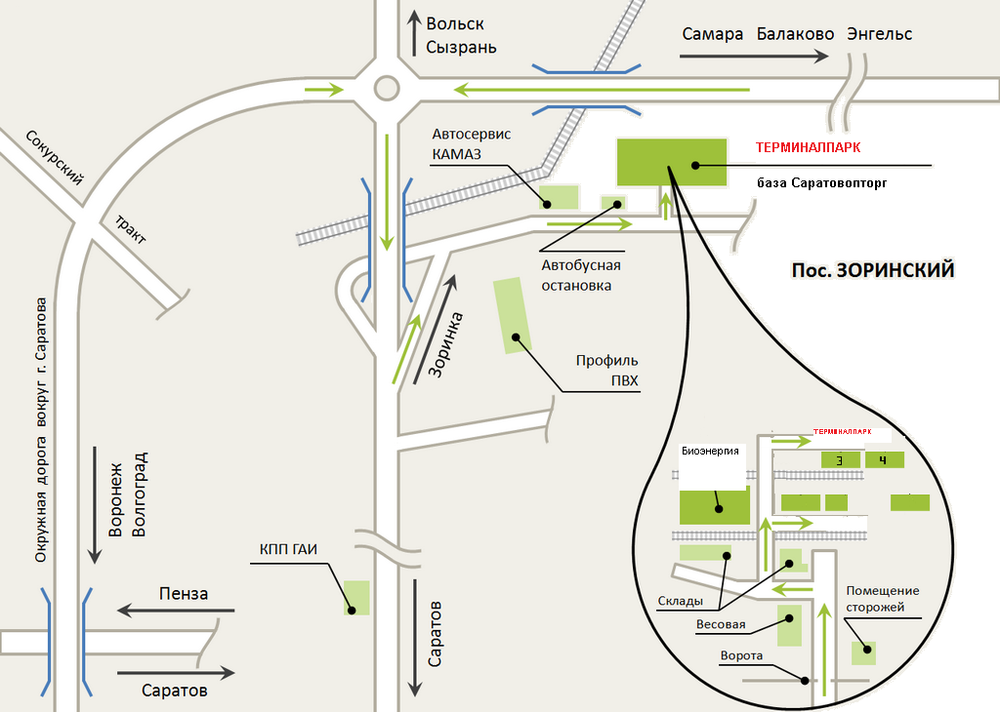 Вольск
Сызрань
Самара Балаково Энгельс
Сокурский
тракт
Автосервис
КАМАЗ
ТЕРМИНАЛПАРК
база Саратовопторг
Автобусная
остановка
Пос. ЗОРИНСКИЙ
Зоринка
Профиль
ПВХ
Окружная дорога вокруг г. Саратова
Воронеж
Волгоград
КПП ГАИ
Пенза
Саратов
Саратов
ТЕРМИНАЛПАРК
Биоэнергия
3
4
Склады
Весовая
Помещение
сторожей
Ворота